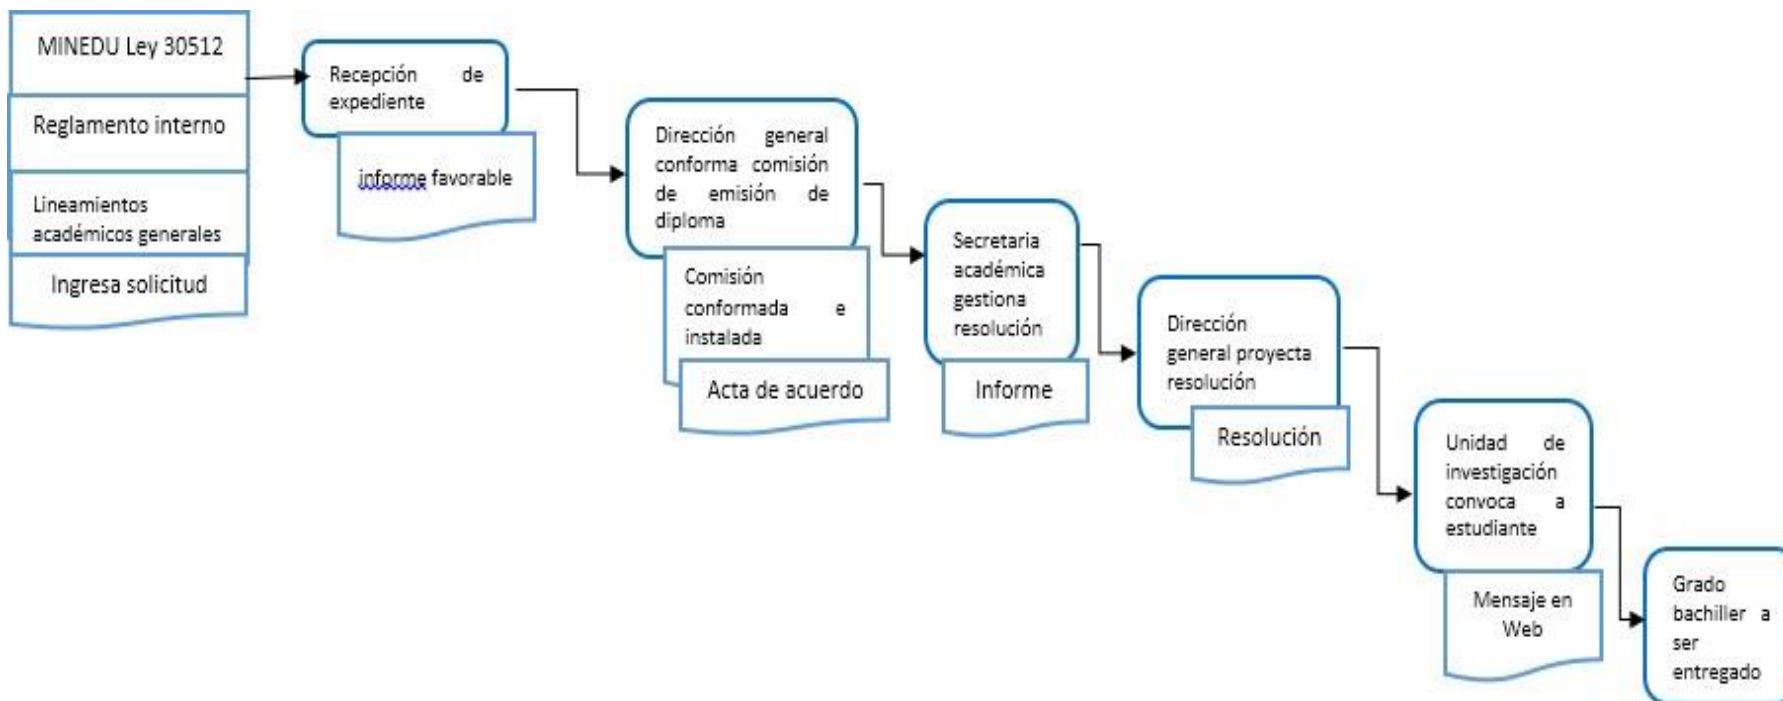 MINEDU Ley 30512
Reglamento interno
Lineamientos
académicos generales
Ingresa solicitud
Recepción de
expediente
informe favorable
Dirección general
conforma comisión
de emisión de
diploma
Comisión
conformada e
instalada
Acta de acuerdo
Secretaria
académica
gestiona
resolución
Informe
Dirección
general proyecta
resolución
Resolución
Unidad de
investigación
convoca a
estudiante
Mensaje en
Web
Grado
bachiller a
ser
entregado